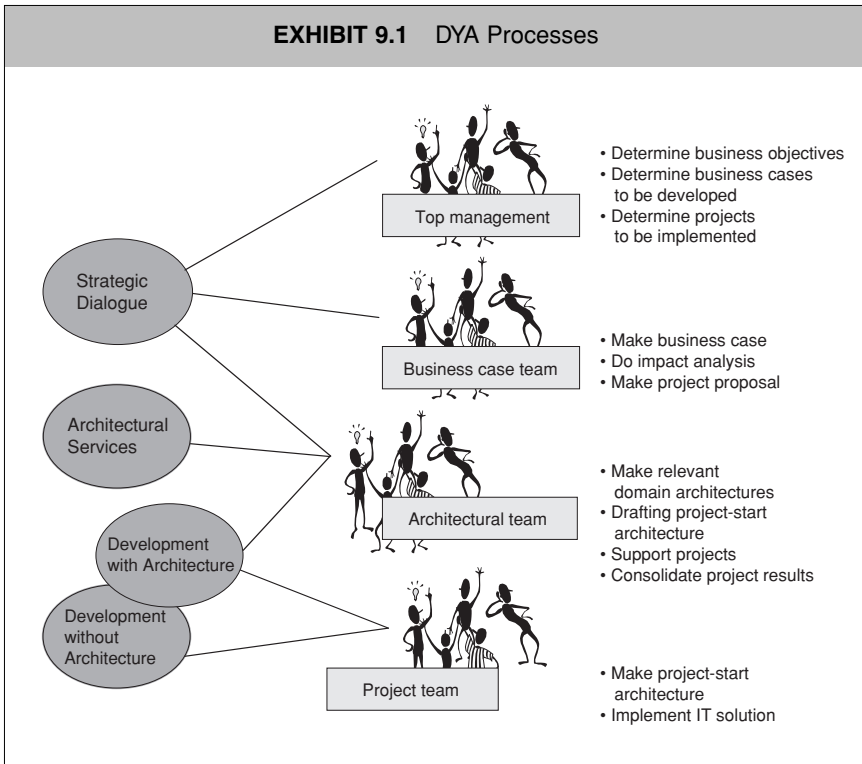 EXHIBIT 9.1 DYA Processes
Strategic
Dialogue
Architectural
Services
Development
with Architecture
Development
without
Architecture
Top management
• Determine business objectives
• Determine business cases
to be developed
• Determine projects
to be implemented
Business case team
• Make business case
• Do impact analysis
• Make project proposal
Architectural team
• Make relevant
domain architectures
• Drafting project-start
architecture
• Support projects
• Consolidate project results
Project team
• Make project-start
architecture
• Implement IT solution